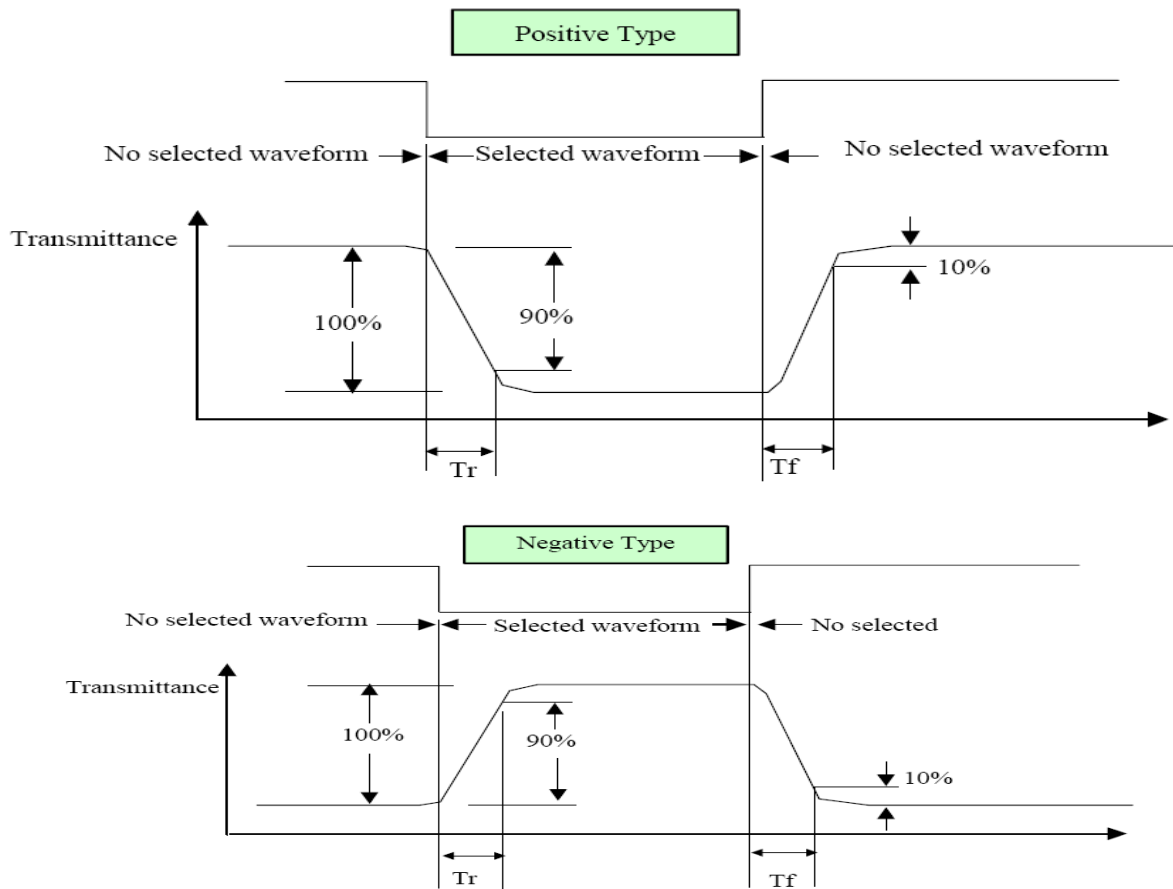 Positive Type
No selected waveform
Selected waveform
No selected waveform
Transmittance
100%
90%
10%
Tr
Tf
Negative Type
No selected waveform
Selected waveform
No selected
Transmittance
100%
90%
10%
Tr
Tf